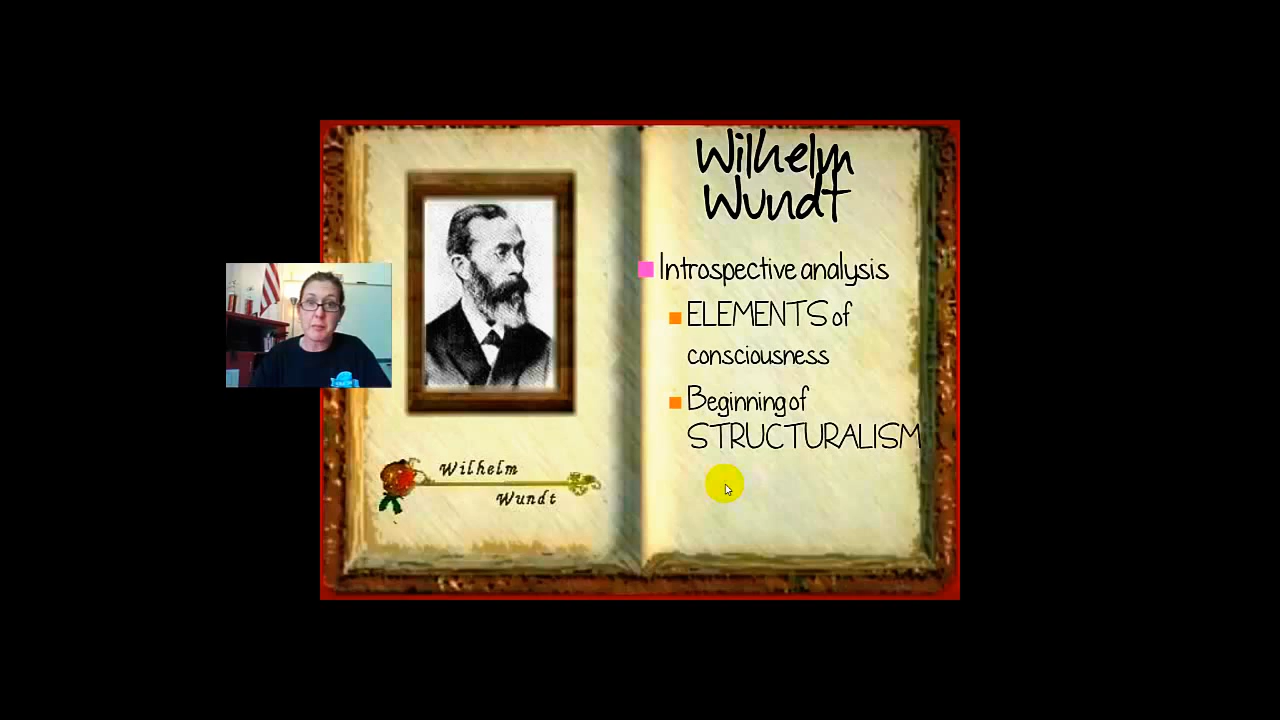 Wilhelm
Wundt
Introspective analysis
ELEMENTS of
consciousness
Beginning of
STRUCTURALISM
Wilhelm
Wundt